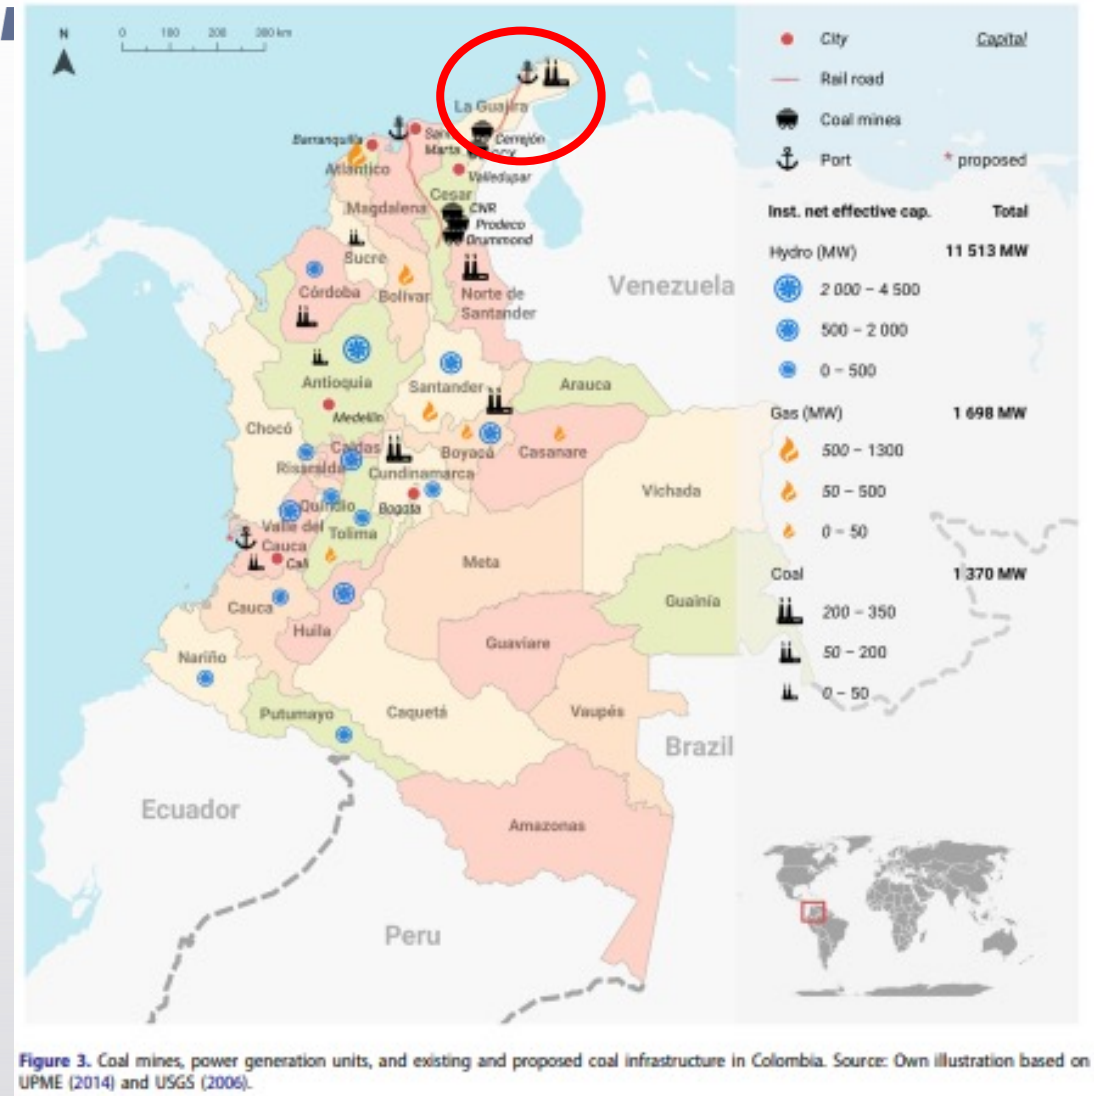 N
0 100 200 300 km
La Guajira
Cerrejón
Barranquilla
Marta
Valledupar
Atlántico
Cesar
Magdalena
CNR
Prodeco
Drummond
Sucre
Córdoba
Bolívar
Norte de
Santander
Venezuela
Antioquia
Santander
Arauca
Medellín
Chocó
Caldas
Boyacá
Casanare
Risaralda
Cundinamarca
Vichada
Quindío
Bogota
Valle del
Cauca
Tolima
Cali
Meta
Cauca
Guainía
Huila
Guaviare
Nariño
Putumayo
Caquetá
Vaupés
Brazil
Ecuador
Amazonas
Peru
City Capital
Rail road
Coal mines
Port * proposed
Inst. net effective cap. Total
Hydro (MW) 11 513 MW
2 000 – 4 500
500 – 2 000
0 – 500
Gas (MW) 1 698 MW
500 – 1300
50 – 500
0 – 50
Coal 1 370 MW
200 – 350
50 – 200
0 – 50
Figure 3. Coal mines, power generation units, and existing and proposed coal infrastructure in Colombia. Source: Own illustration based on
UPME (2014) and USGS (2006).